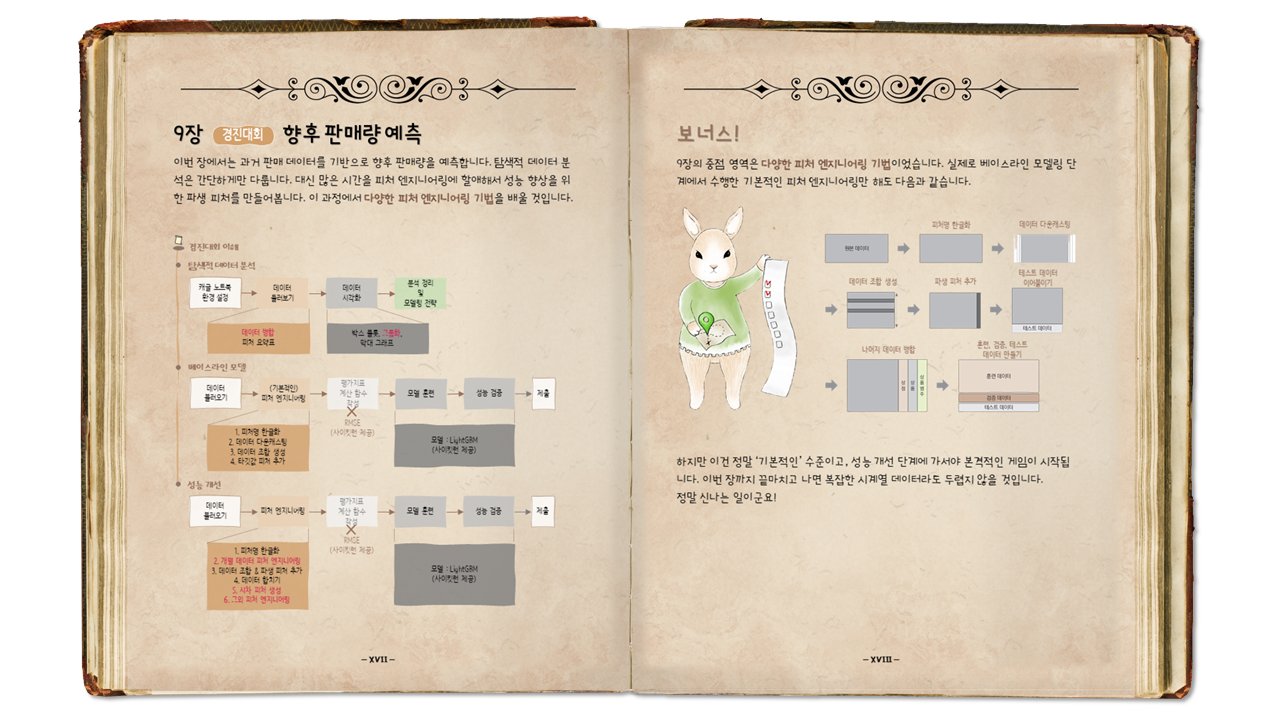 9장 경진대회 향후 판매량 예측
이번 장에서는 과거 판매 데이터를 기반으로 향후 판매량을 예측합니다. 탐색적 데이터 분
석은 간단하게만 다룹니다. 대신 많은 시간을 피처 엔지니어링에 할애해서 성능 향상을 위
한 파생 피처를 만들어봅니다. 이 과정에서 다양한 피처 엔지니어링 기법을 배울 것입니다.
경진대회 이해
탐색적 데이터 분석
캐글 노트북
환경 설정
데이터
둘러보기
데이터
시각화
분석 정리
및
모델링 전략
데이터 병합
피처 요약표
박스 플롯, 그룹화,
막대 그래프
베이스라인 모델
데이터
불러오기
(기본적인)
피처 엔지니어링
평가지표
계산 함수
작성
모델 훈련
성능 검증
제출
RMSE
(사이킷런 제공)
1. 피처명 한글화
2. 데이터 다운캐스팅
3. 데이터 조합 생성
4. 타깃값 피처 추가
모델 : LightGBM
(사이킷런 제공)
성능 개선
데이터
불러오기
피처 엔지니어링
평가지표
계산 함수
작성
모델 훈련
성능 검증
제출
RMSE
(사이킷런 제공)
1. 피처명 한글화
2. 개별 데이터 피처 엔지니어링
3. 데이터 조합 & 파생 피처 추가
4. 데이터 합치기
5. 시차 피처 생성
6. 그외 피처 엔지니어링
모델 : LightGBM
(사이킷런 제공)
– XVII –
보너스!
9장의 중점 영역은 다양한 피처 엔지니어링 기법이었습니다. 실제로 베이스라인 모델링 단
계에서 수행한 기본적인 피처 엔지니어링만 해도 다음과 같습니다.
원본 데이터
피처명 한글화
데이터 다운캐스팅
데이터 조합 생성
파생 피처 추가
테스트 데이터
이어붙이기
테스트 데이터
나머지 데이터 병합
상점
상품
상품분류
훈련, 검증, 테스트
데이터 만들기
훈련 데이터
검증 데이터
테스트 데이터
하지만 이건 정말 '기본적인' 수준이고, 성능 개선 단계에 가서야 본격적인 게임이 시작됩
니다. 이번 장까지 끝마치고 나면 복잡한 시계열 데이터라도 두렵지 않을 것입니다.
정말 신나는 일이군요!
– XVIII –